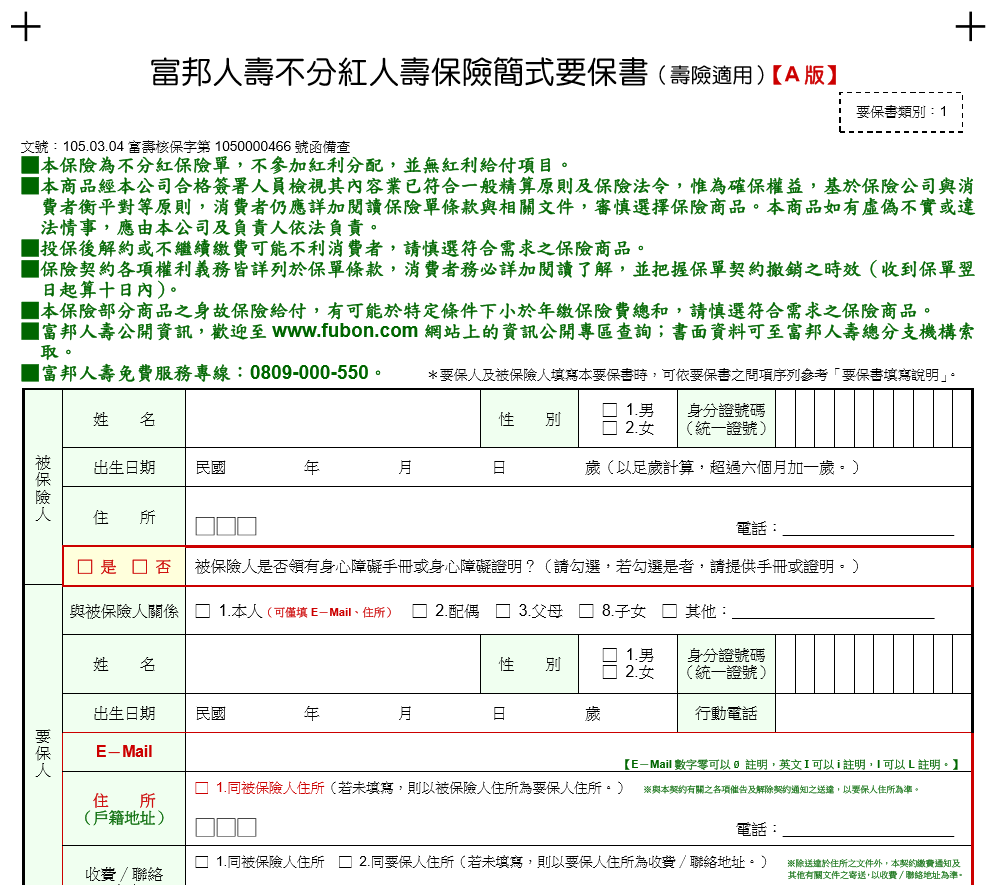 富邦人壽不分紅人壽保險簡式要保書（壽險適用）【A 版】
要保書類別：1
文號：105.03.04 富壽核保字第 1050000466 號函備查
■本保險為不分紅保險單，不參加紅利分配，並無紅利給付項目。
■本商品經本公司合格簽署人員檢視其內容業已符合一般精算原則及保險法令，惟為確保權益，基於保險公司與消
費者衡平對等原則，消費者仍應詳加閱讀保險單條款與相關文件，審慎選擇保險商品。本商品如有虛偽不實或違
法情事，應由本公司及負責人依法負責。
■投保後解約或不繼續繳費可能不利消費者，請慎選符合需求之保險商品。
■保險契約各項權利義務皆詳列於保單條款，消費者務必詳加閱讀了解，並把握保單契約撤銷之時效（收到保單翌
日起算十日內）。
■本保險部分商品之身故保險給付，有可能於特定條件下小於年繳保險費總和，請慎選符合需求之保險商品。
■富邦人壽公開資訊，歡迎至 www.fubon.com 網站上的資訊公開專區查詢；書面資料可至富邦人壽總分支機構索
取。
■富邦人壽免費服務專線：0809-000-550。 ＊要保人及被保險人填寫本要保書時，可依要保書之問項序列參考「要保書填寫說明」。
被保險人
姓 名 性 別 □ 1.男 □ 2.女 身分證號碼（統一證號）
出生日期 民國 年 月 日 歲（以足歲計算，超過六個月加一歲。）
住 所 □□□ 電話：
□ 是 □ 否 被保險人是否領有身心障礙手冊或身心障礙證明？（請勾選，若勾選是者，請提供手冊或證明。）
要保人
與被保險人關係 □ 1.本人（可僅填 E－Mail、住所） □ 2.配偶 □ 3.父母 □ 8.子女 □ 其他：
姓 名 性 別 □ 1.男 □ 2.女 身分證號碼（統一證號）
出生日期 民國 年 月 日 歲 行動電話
E－Mail 【E－Mail 數字零可以 0 註明，英文 I 可以 i 註明，l 可以 L 註明。】
住 所（戶籍地址） □ 1.同被保險人住所（若未填寫，則以被保險人住所為要保人住所。） ※與本契約有關之各項催告及解除契約通知之送達，以要保人住所為準。
□□□ 電話：
收費／聯絡 □ 1.同被保險人住所 □ 2.同要保人住所（若未填寫，則以要保人住所為收費／聯絡地址。） ※除送達於住所之文件外，本契約繳費通知及
其他有關文件之寄送，以收費／聯絡地址為準。